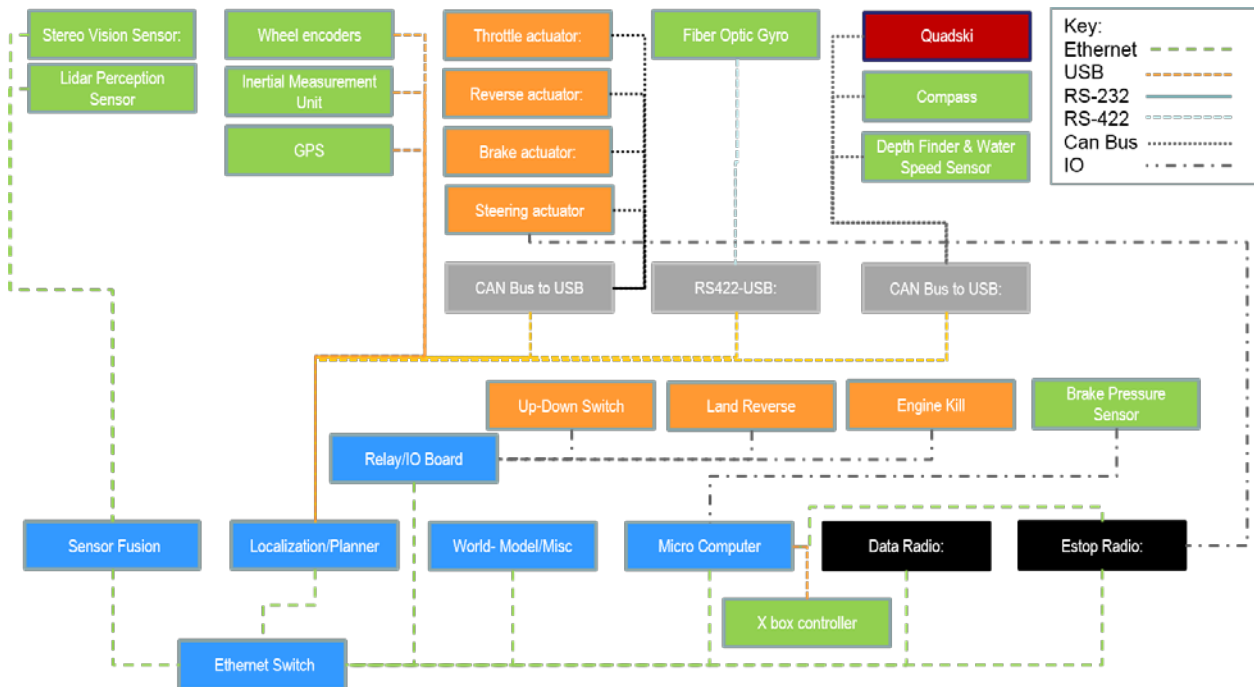 Stereo Vision Sensor:
Lidar Perception
Sensor
Wheel encoders
Inertial Measurement
Unit
GPS
Throttle actuator:
Reverse actuator:
Brake actuator:
Steering actuator
Fiber Optic Gyro
Quadski
Compass
Depth Finder & Water
Speed Sensor
Key:
Ethernet
USB
RS-232
RS-422
Can Bus
IO
CAN Bus to USB
RS422-USB:
CAN Bus to USB:
Up-Down Switch
Land Reverse
Engine Kill
Brake Pressure
Sensor
Relay/IO Board
Sensor Fusion
Localization/Planner
World- Model/Misc
Micro Computer
Data Radio:
Estop Radio:
X box controller
Ethernet Switch